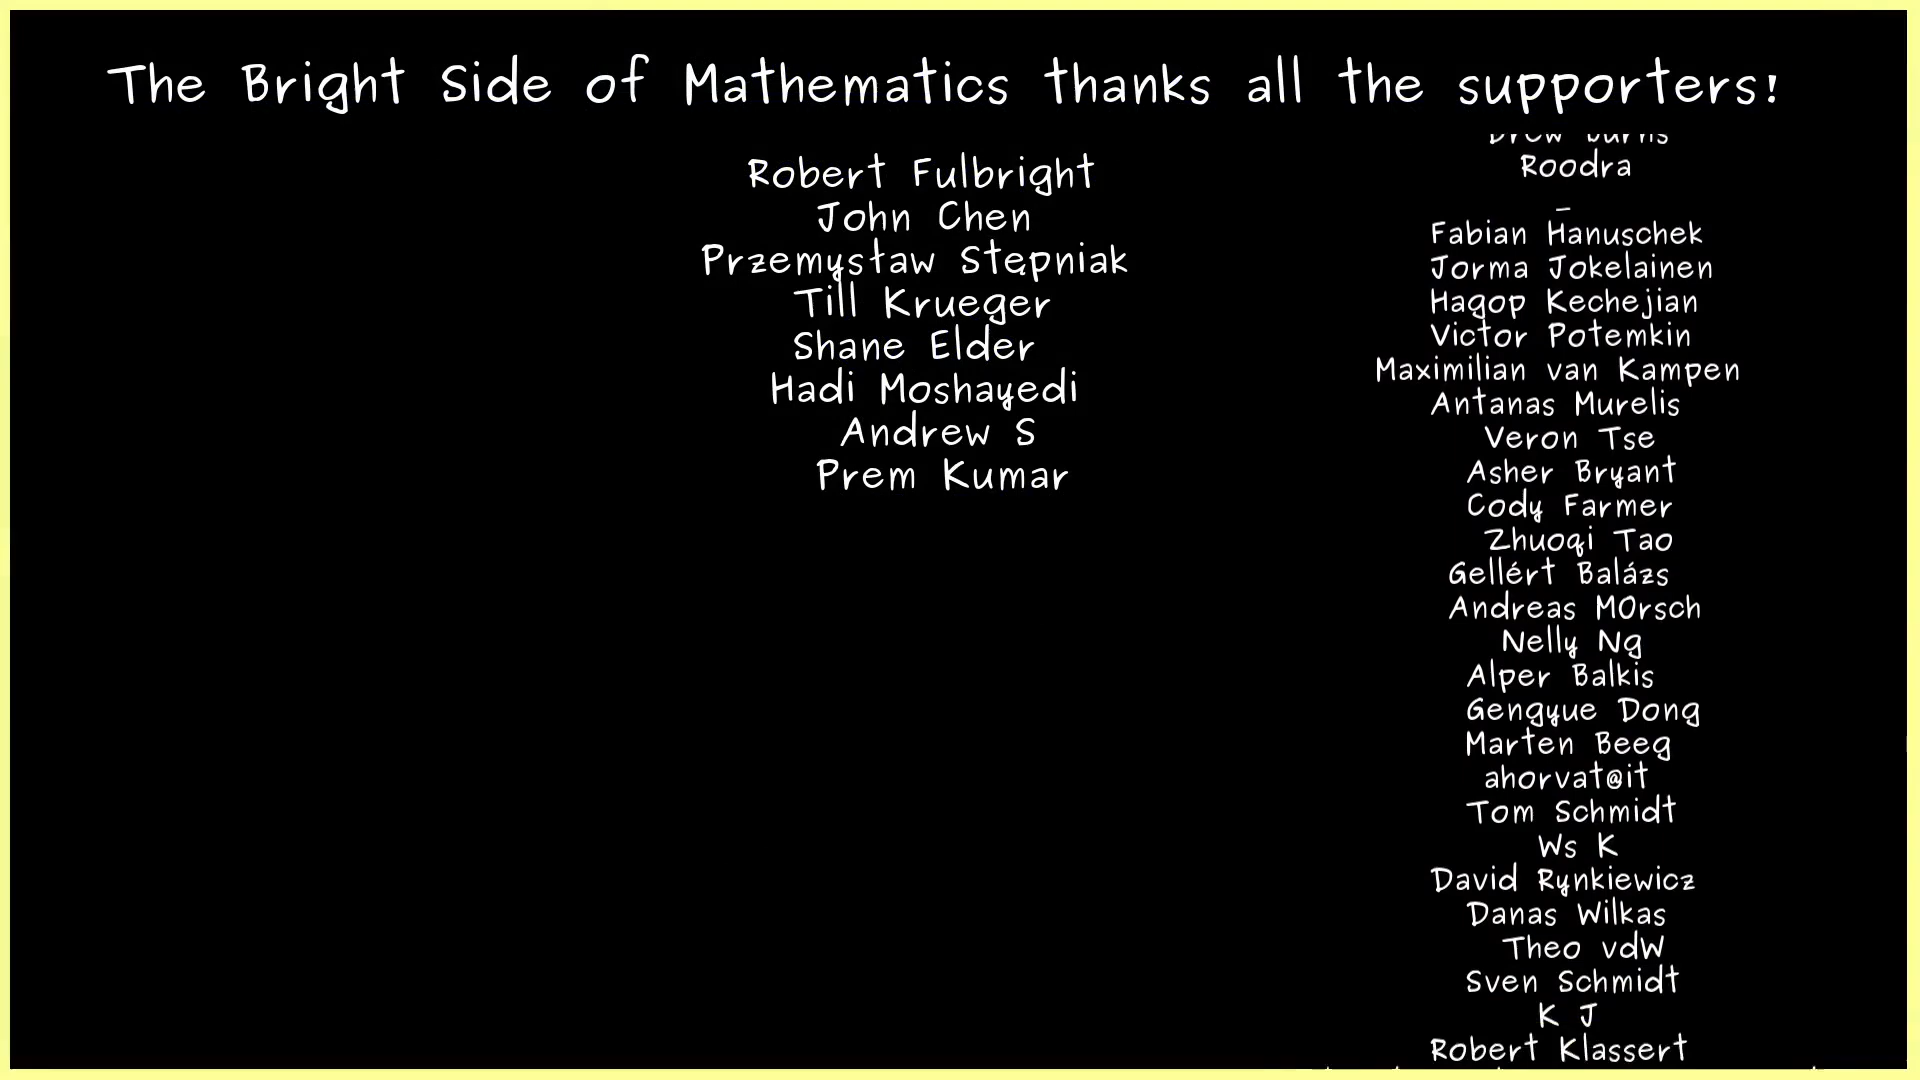 The Bright Side of Mathematics thanks all the supporters!
Robert Fulbright
John Chen
Przemysław Stępniak
Till Krueger
Shane Elder
Hadi Moshayedi
Andrew S
Prem Kumar
Drew Burns
Roodra
_
Fabian Hanuschek
Jorma Jokelainen
Hagop Kechejian
Victor Potemkin
Maximilian van Kampen
Antanas Murelis
Veron Tse
Asher Bryant
Cody Farmer
Zhuoqi Tao
Gellért Balázs
Andreas MOrsch
Nelly Ng
Alper Balkis
Gengyue Dong
Marten Beeg
ahorvat@it
Tom Schmidt
Ws K
David Rynkiewicz
Danas Wilkas
Theo vdW
Sven Schmidt
K J
Robert Klassert